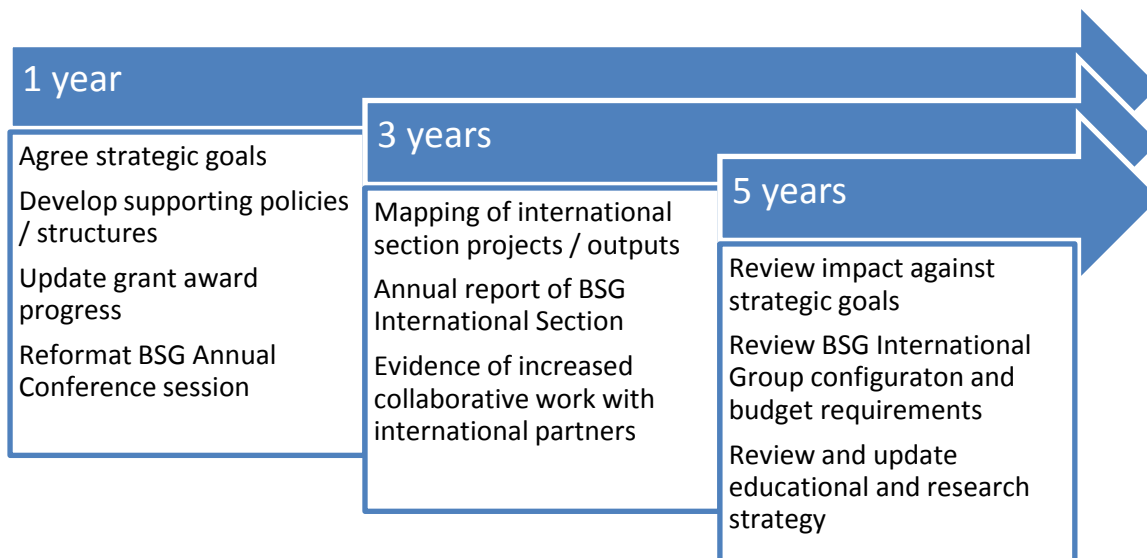 1 year
Agree strategic goals
Develop supporting policies
/ structures
Update grant award
progress
Reformat BSG Annual
Conference session
3 years
Mapping of international
section projects / outputs
Annual report of BSG
International Section
Evidence of increased
collaborative work with
international partners
5 years
Review impact against
strategic goals
Review BSG International
Group configuraton and
budget requirements
Review and update
educational and research
strategy